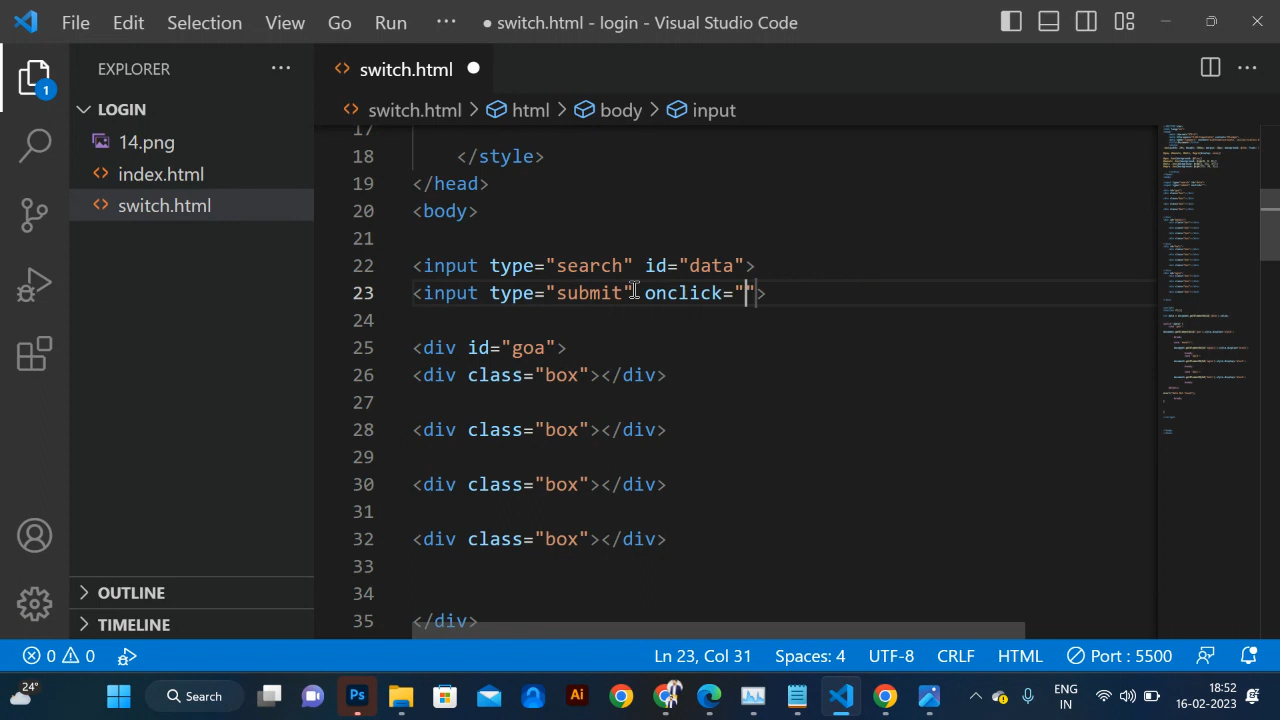 File Edit Selection View Go Run ··· ● switch.html - login - Visual Studio Code
EXPLORER ···
switch.html ●
LOGIN
switch.html > html > body > input
14.png
index.html
switch.html
17
18 </style>
19 </head>
20 <body>
21
22 <input type="search" id="data">
23 <input type="submit" onclick="">
24
25 <div id="goa">
26 <div class="box"></div>
27
28 <div class="box"></div>
29
30 <div class="box"></div>
31
32 <div class="box"></div>
33
34
35 </div>
1
OUTLINE
TIMELINE
0 0 Ln 23, Col 31 Spaces: 4 UTF-8 CRLF HTML Port : 5500
24° Search Ps Ai ENG IN 18:52 16-02-2023